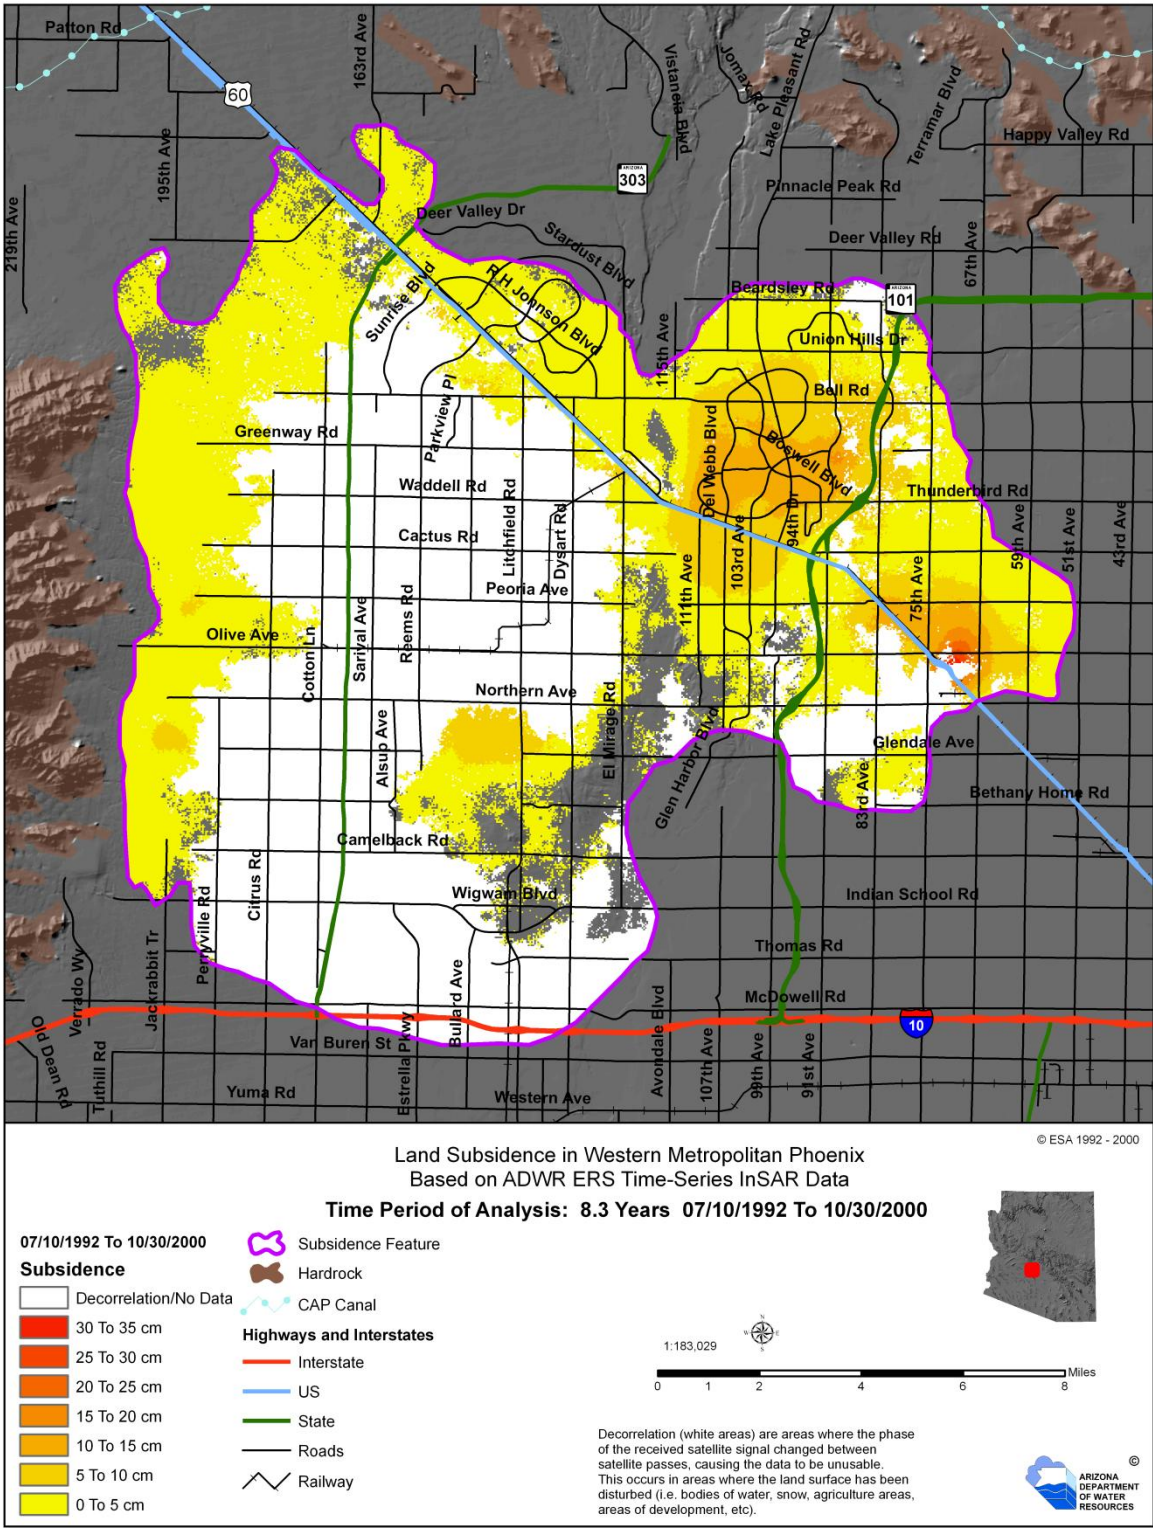 Patton Rd
163rd Ave
60
195th Ave
219th Ave
Vistancia Blvd
Jomax Rd
Lake Pleasant Rd
Terramar Blvd
Happy Valley Rd
ARIZONA
303
Pinnacle Peak Rd
Deer Valley Dr
Stardust Blvd
Deer Valley Rd
67th Ave
Sunrise Blvd
R H Johnson Blvd
Beardsley Rd
ARIZONA
101
115th Ave
Union Hills Dr
Bell Rd
Parkview Pl
Greenway Rd
Del Webb Blvd
Boswell Blvd
Waddell Rd
Litchfield Rd
Dysart Rd
Thunderbird Rd
94th Dr
103rd Ave
Cactus Rd
59th Ave
51st Ave
43rd Ave
Peoria Ave
111th Ave
75th Ave
Olive Ave
Cotton Ln
Sarival Ave
Reems Rd
Northern Ave
El Mirage Rd
Alsup Ave
Glen Harbor Blvd
Glendale Ave
83rd Ave
Bethany Home Rd
Camelback Rd
Citrus Rd
Wigwam Blvd
Indian School Rd
Perryville Rd
Jackrabbit Tr
Verrado Wy
Thomas Rd
McDowell Rd
Bullard Ave
Estrella Pkwy
Avondale Blvd
10
Old Dean Rd
Tuthill Rd
Van Buren St
107th Ave
99th Ave
91st Ave
Yuma Rd
Western Ave
© ESA 1992 - 2000
Land Subsidence in Western Metropolitan Phoenix
Based on ADWR ERS Time-Series InSAR Data
Time Period of Analysis: 8.3 Years 07/10/1992 To 10/30/2000
07/10/1992 To 10/30/2000
Subsidence
Decorrelation/No Data
30 To 35 cm
25 To 30 cm
20 To 25 cm
15 To 20 cm
10 To 15 cm
5 To 10 cm
0 To 5 cm
Subsidence Feature
Hardrock
CAP Canal
Highways and Interstates
Interstate
US
State
Roads
Railway
N
W E
S
1:183,029
Miles
0 1 2 4 6 8
Decorrelation (white areas) are areas where the phase
of the received satellite signal changed between
satellite passes, causing the data to be unusable.
This occurs in areas where the land surface has been
disturbed (i.e. bodies of water, snow, agriculture areas,
areas of development, etc).
©
ARIZONA
DEPARTMENT
OF WATER
RESOURCES